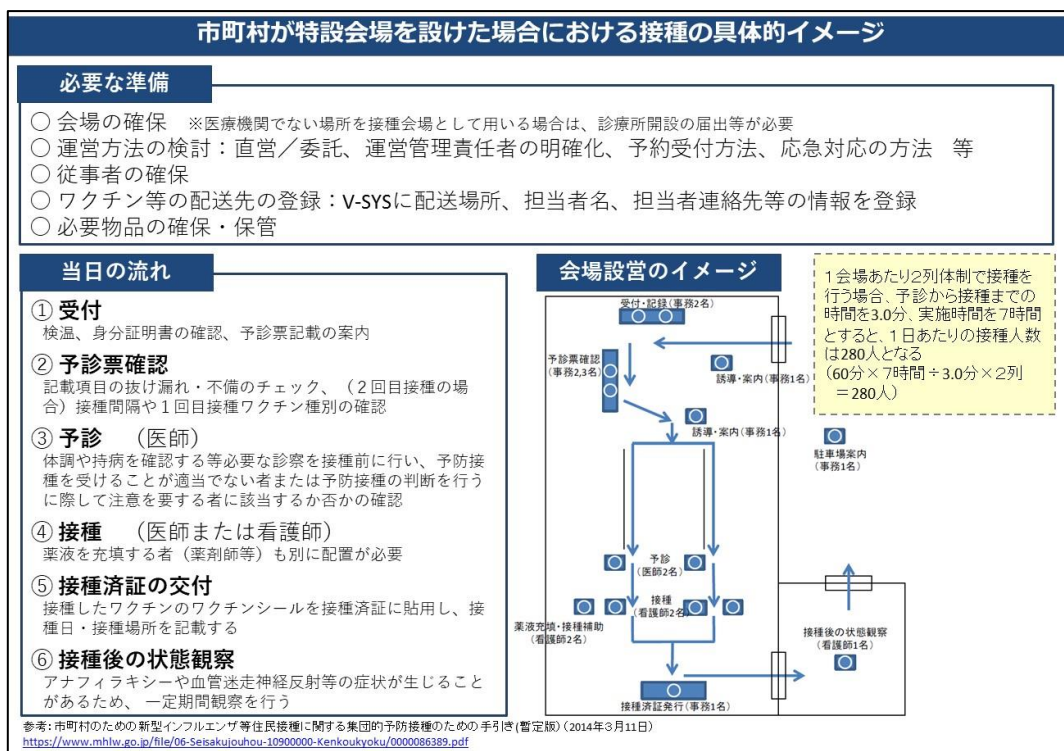 市町村が特設会場を設けた場合における接種の具体的イメージ
必要な準備
○ 会場の確保 ※医療機関でない場所を接種会場として用いる場合は、診療所開設の届出等が必要
○ 運営方法の検討：直営／委託、運営管理責任者の明確化、予約受付方法、応急対応の方法 等
○ 従事者の確保
○ ワクチン等の配送先の登録：V-SYSに配送場所、担当者名、担当者連絡先等の情報を登録
○ 必要物品の確保・保管
当日の流れ
① 受付
検温、身分証明書の確認、予診票記載の案内
② 予診票確認
記載項目の抜け漏れ・不備のチェック、（２回目接種の場
合）接種間隔や１回目接種ワクチン種別の確認
③ 予診 （医師）
体調や持病を確認する等必要な診察を接種前に行い、予防接
種を受けることが適当でない者または予防接種の判断を行う
に際して注意を要する者に該当するか否かの確認
④ 接種 （医師または看護師）
薬液を充填する者（薬剤師等）も別に配置が必要
⑤ 接種済証の交付
接種したワクチンのワクチンシールを接種済証に貼用し、接
種日・接種場所を記載する
⑥ 接種後の状態観察
アナフィラキシーや血管迷走神経反射等の症状が生じること
があるため、 一定期間観察を行う
会場設営のイメージ
受付・記録(事務2名)
予診票確認
(事務2,3名)
誘導・案内(事務1名)
誘導・案内(事務1名)
駐車場案内
(事務1名)
予診
(医師2名)
接種
(看護師2名)
薬液充填・接種補助
(看護師2名)
接種後の状態観察
(看護師1名)
接種済証発行(事務1名)
１会場あたり２列体制で接種を
行う場合、予診から接種までの
時間を3.0分、実施時間を７時間
とすると、１日あたりの接種人数
は280人となる
(60分×７時間÷3.0分×２列
＝280人)
参考：市町村のための新型インフルエンザ等住民接種に関する集団的予防接種のための手引き(暫定版)（2014年３月11日）
https://www.mhlw.go.jp/file/06-Seisakujouhou-10900000-Kenkoukyoku/0000086389.pdf